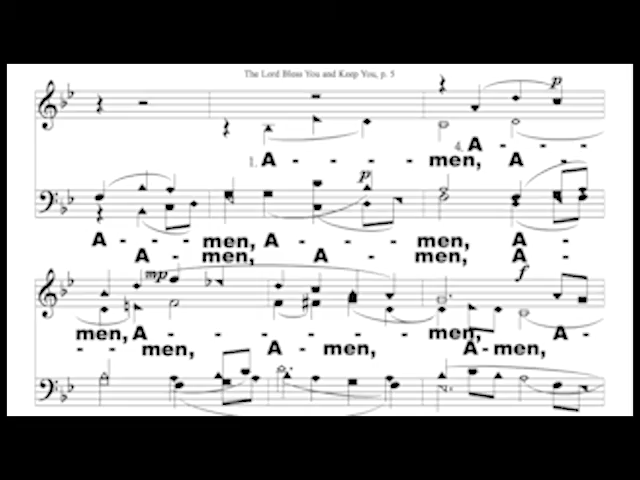 The Lord Bless You and Keep You, p. 5
p
4. A - - -
1. A - - - men, A -
p
A - - - men, A - - - men, A -
A - men, A - men, A -
mp f
men, A - - - - - - men, A -
- - men, A - men, A-men,